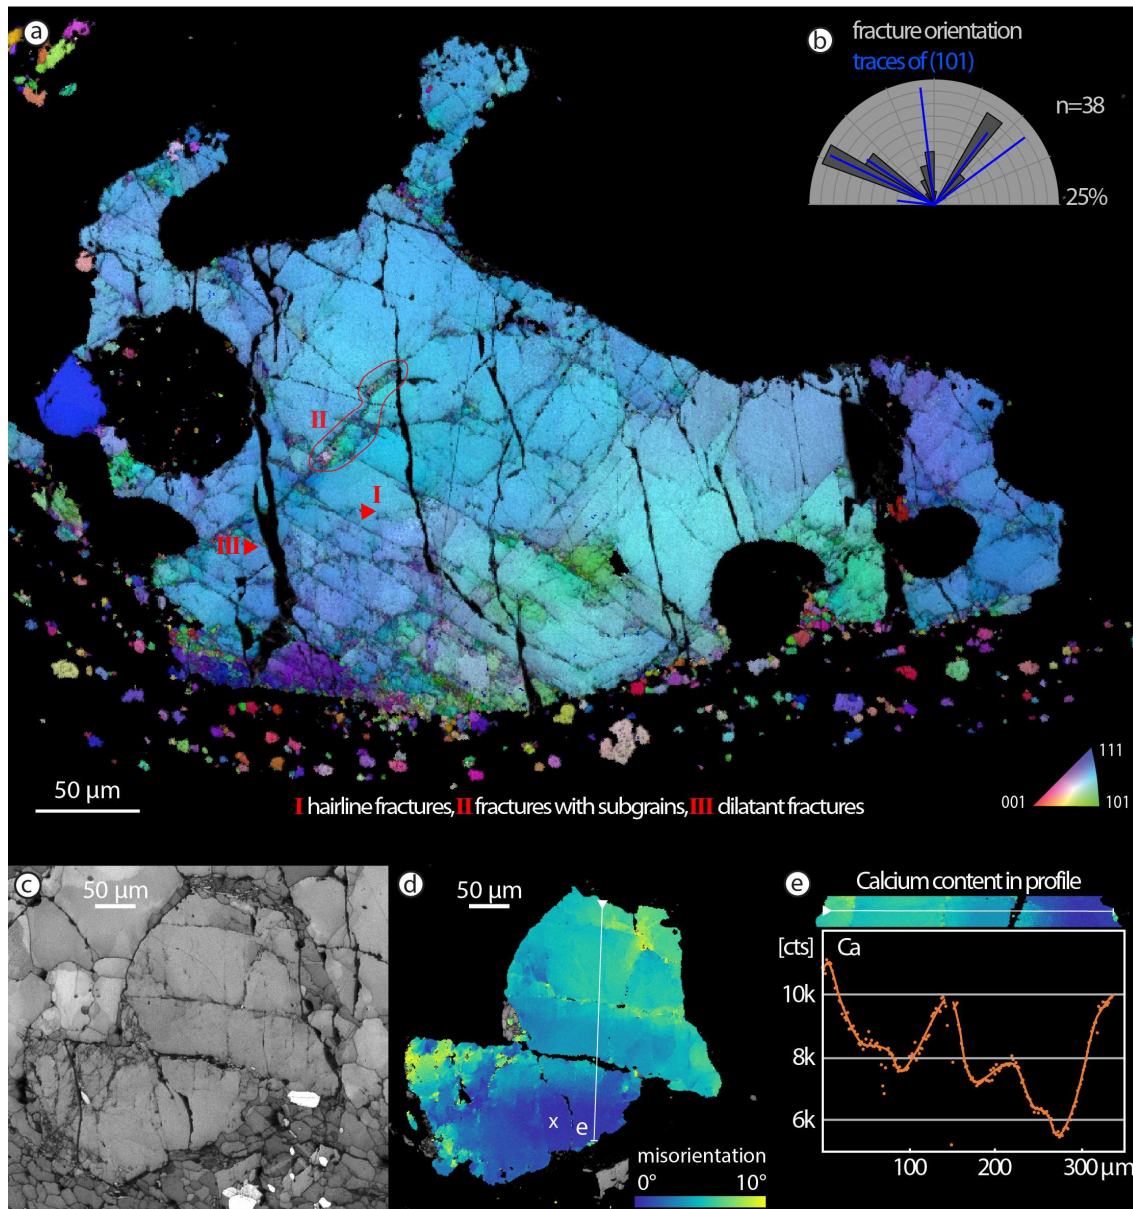 a
b
fracture orientation
traces of (101)
n=38
25%
II
I
III
50 µm
I hairline fractures, II fractures with subgrains, III dilatant fractures
111
001
101
c
50 µm
d
50 µm
x
e
misorientation
0°
10°
e
Calcium content in profile
[cts]
Ca
10k
8k
6k
100
200
300 µm